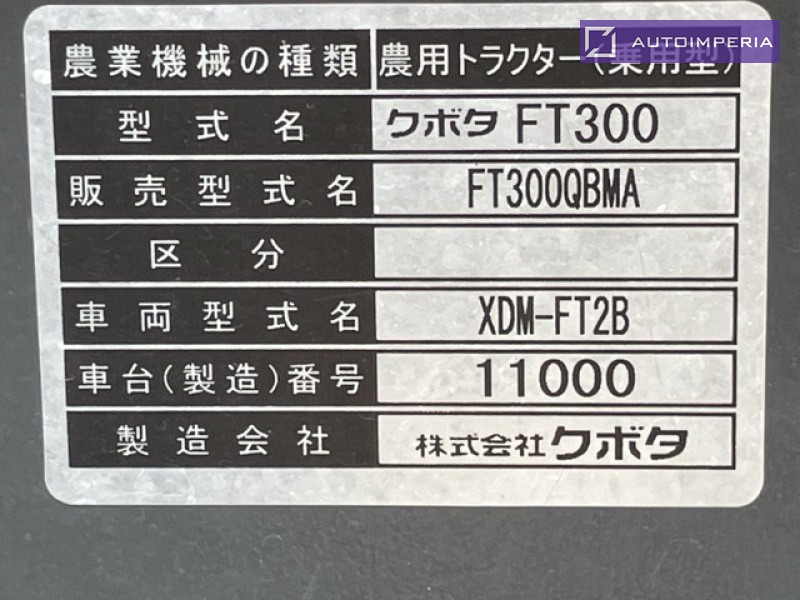 AUTOIMPERIA
農業機械の種類 農用トラクター(乗用型)
型式名 クボタ FT300
販売型式名 FT300QBMA
区分
車両型式名 XDM-FT2B
車台(製造)番号 11000
製造会社 株式会社クボタ